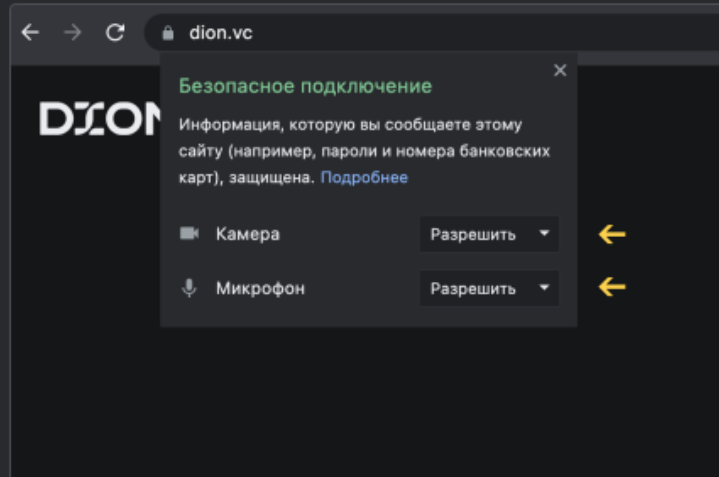 dion.vc
DION
Безопасное подключение
Информация, которую вы сообщаете этому
сайту (например, пароли и номера банковских
карт), защищена. Подробнее
Камера Разрешить
Микрофон Разрешить